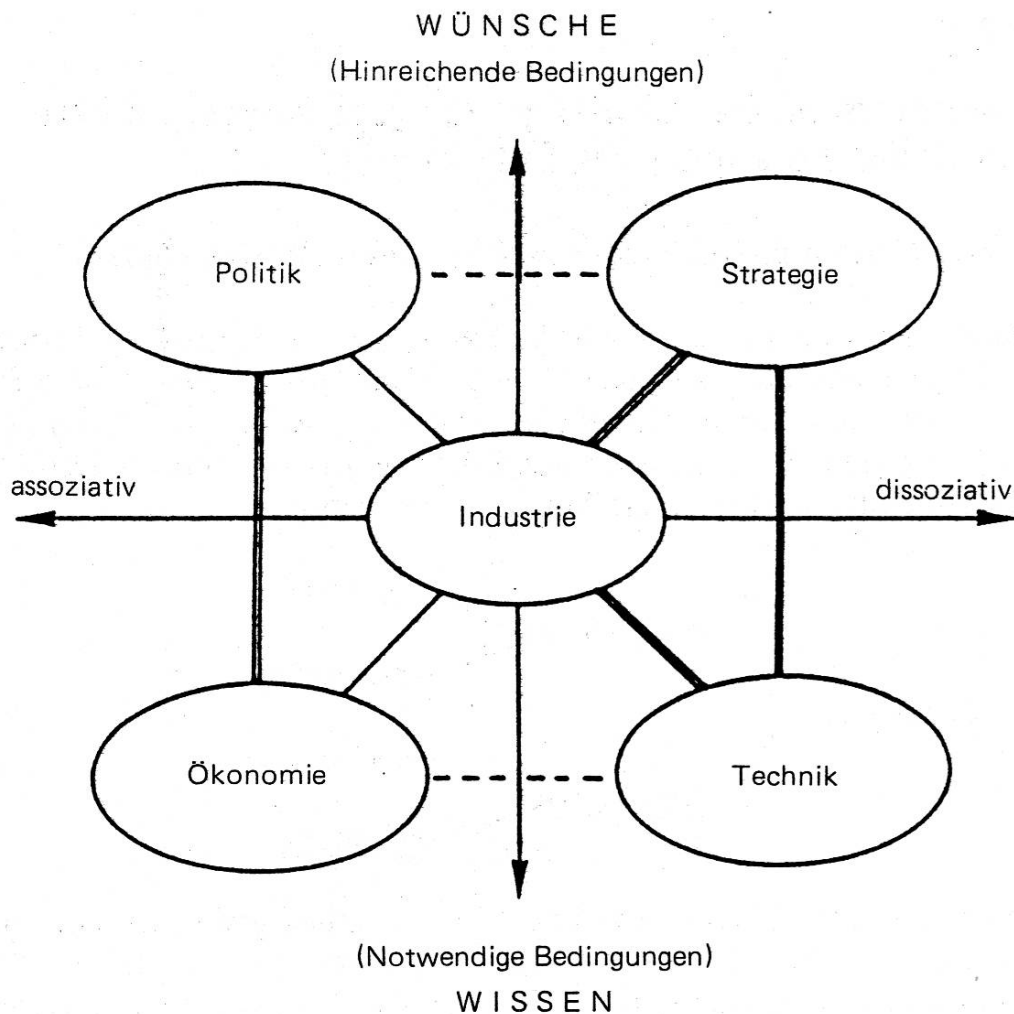 WÜNSCHE
(Hinreichende Bedingungen)
Politik
Strategie
assoziativ
dissoziativ
Industrie
Ökonomie
Technik
(Notwendige Bedingungen)
WISSEN